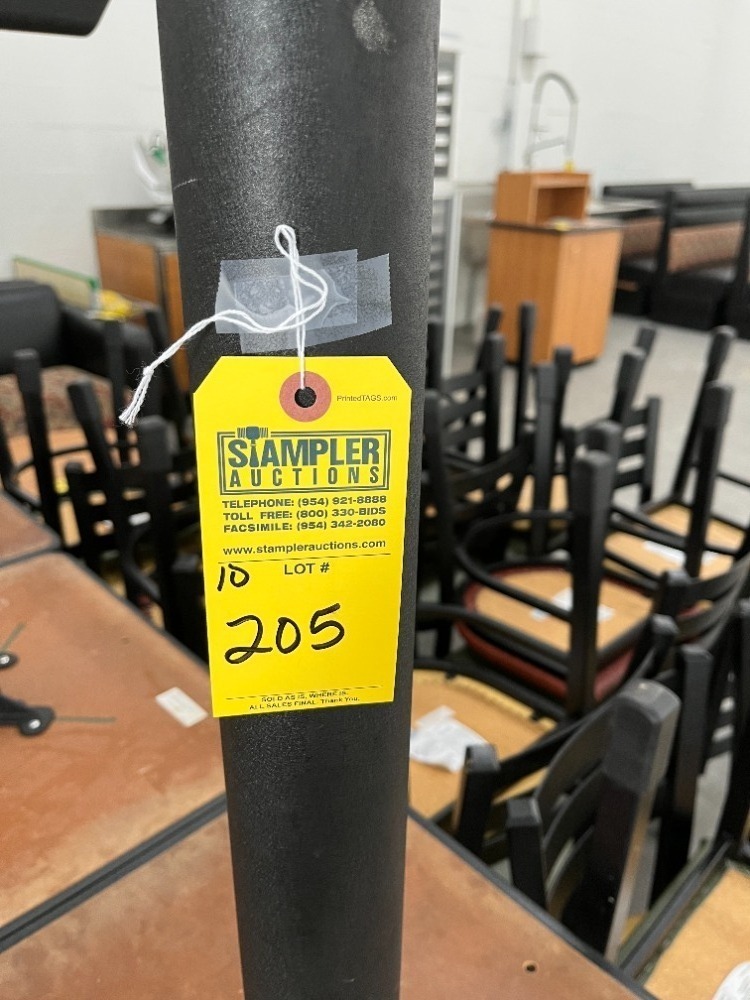 PrintedTAGS.com
STAMPLER
AUCTIONS
TELEPHONE: (954) 921-8888
TOLL FREE: (800) 330-BIDS
FACSIMILE: (954) 342-2080
www.stamplerauctions.com
10 LOT #
205
SOLD AS IS, WHERE IS.
ALL SALES FINAL. Thank You.